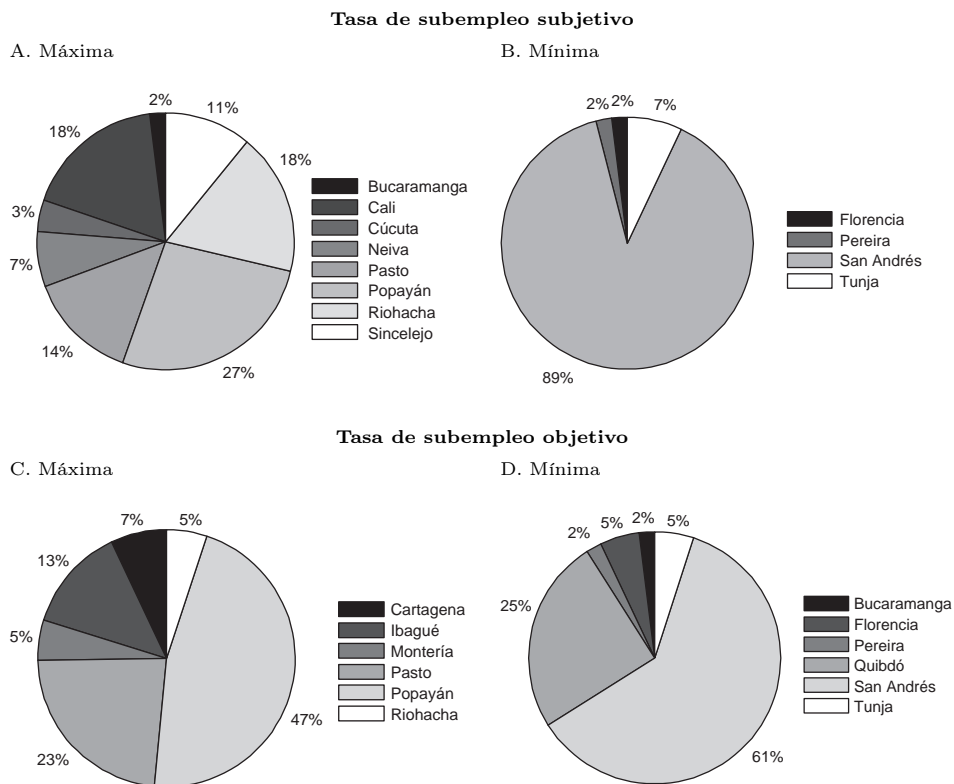 Tasa de subempleo subjetivo
A. Máxima
2%
11%
18%
18%
3%
7%
14%
27%
Bucaramanga
Cali
Cúcuta
Neiva
Pasto
Popayán
Riohacha
Sincelejo
B. Mínima
2%
2%
7%
89%
Florencia
Pereira
San Andrés
Tunja
Tasa de subempleo objetivo
C. Máxima
7%
5%
13%
5%
23%
47%
Cartagena
Ibagué
Montería
Pasto
Popayán
Riohacha
D. Mínima
2%
5%
2%
5%
25%
61%
Bucaramanga
Florencia
Pereira
Quibdó
San Andrés
Tunja